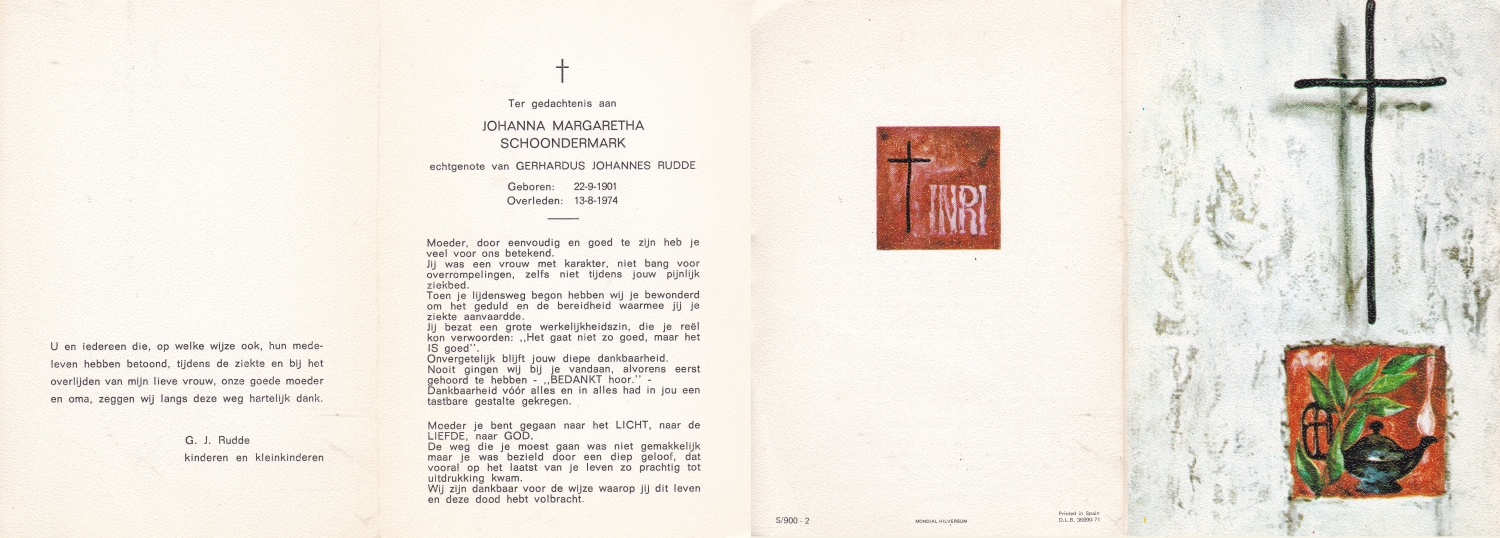 U en iedereen die, op welke wijze ook, hun mede-
leven hebben betoond, tijdens de ziekte en bij het
overlijden van mijn lieve vrouw, onze goede moeder
en oma, zeggen wij langs deze weg hartelijk dank.
G. J. Rudde
kinderen en kleinkinderen
Ter gedachtenis aan
JOHANNA MARGARETHA
SCHOONDERMARK
echtgenote van GERHARDUS JOHANNES RUDDE
Geboren: 22-9-1901
Overleden: 13-8-1974
Moeder, door eenvoudig en goed te zijn heb je
veel voor ons betekend.
Jij was een vrouw met karakter, niet bang voor
overrompelingen, zelfs niet tijdens jouw pijnlijk
ziekbed.
Toen je lijdensweg begon hebben wij je bewonderd
om het geduld en de bereidheid waarmee jij je
ziekte aanvaardde.
Jij bezat een grote werkelijkheidszin, die je reël
kon verwoorden: ,,Het gaat niet zo goed, maar het
IS goed''.
Onvergetelijk blijft jouw diepe dankbaarheid.
Nooit gingen wij bij je vandaan, alvorens eerst
gehoord te hebben - ,,BEDANKT hoor.'' -
Dankbaarheid vóór alles en in alles had in jou een
tastbare gestalte gekregen.
Moeder je bent gegaan naar het LICHT, naar de
LIEFDE, naar GOD.
De weg die je moest gaan was niet gemakkelijk
maar je was bezield door een diep geloof, dat
vooral op het laatst van je leven zo prachtig tot
uitdrukking kwam.
Wij zijn dankbaar voor de wijze waarop jij dit leven
en deze dood hebt volbracht.
INRI
S/900 - 2
MONDIAL HILVERSUM
Printed in Spain
D.L.B. 38890-71